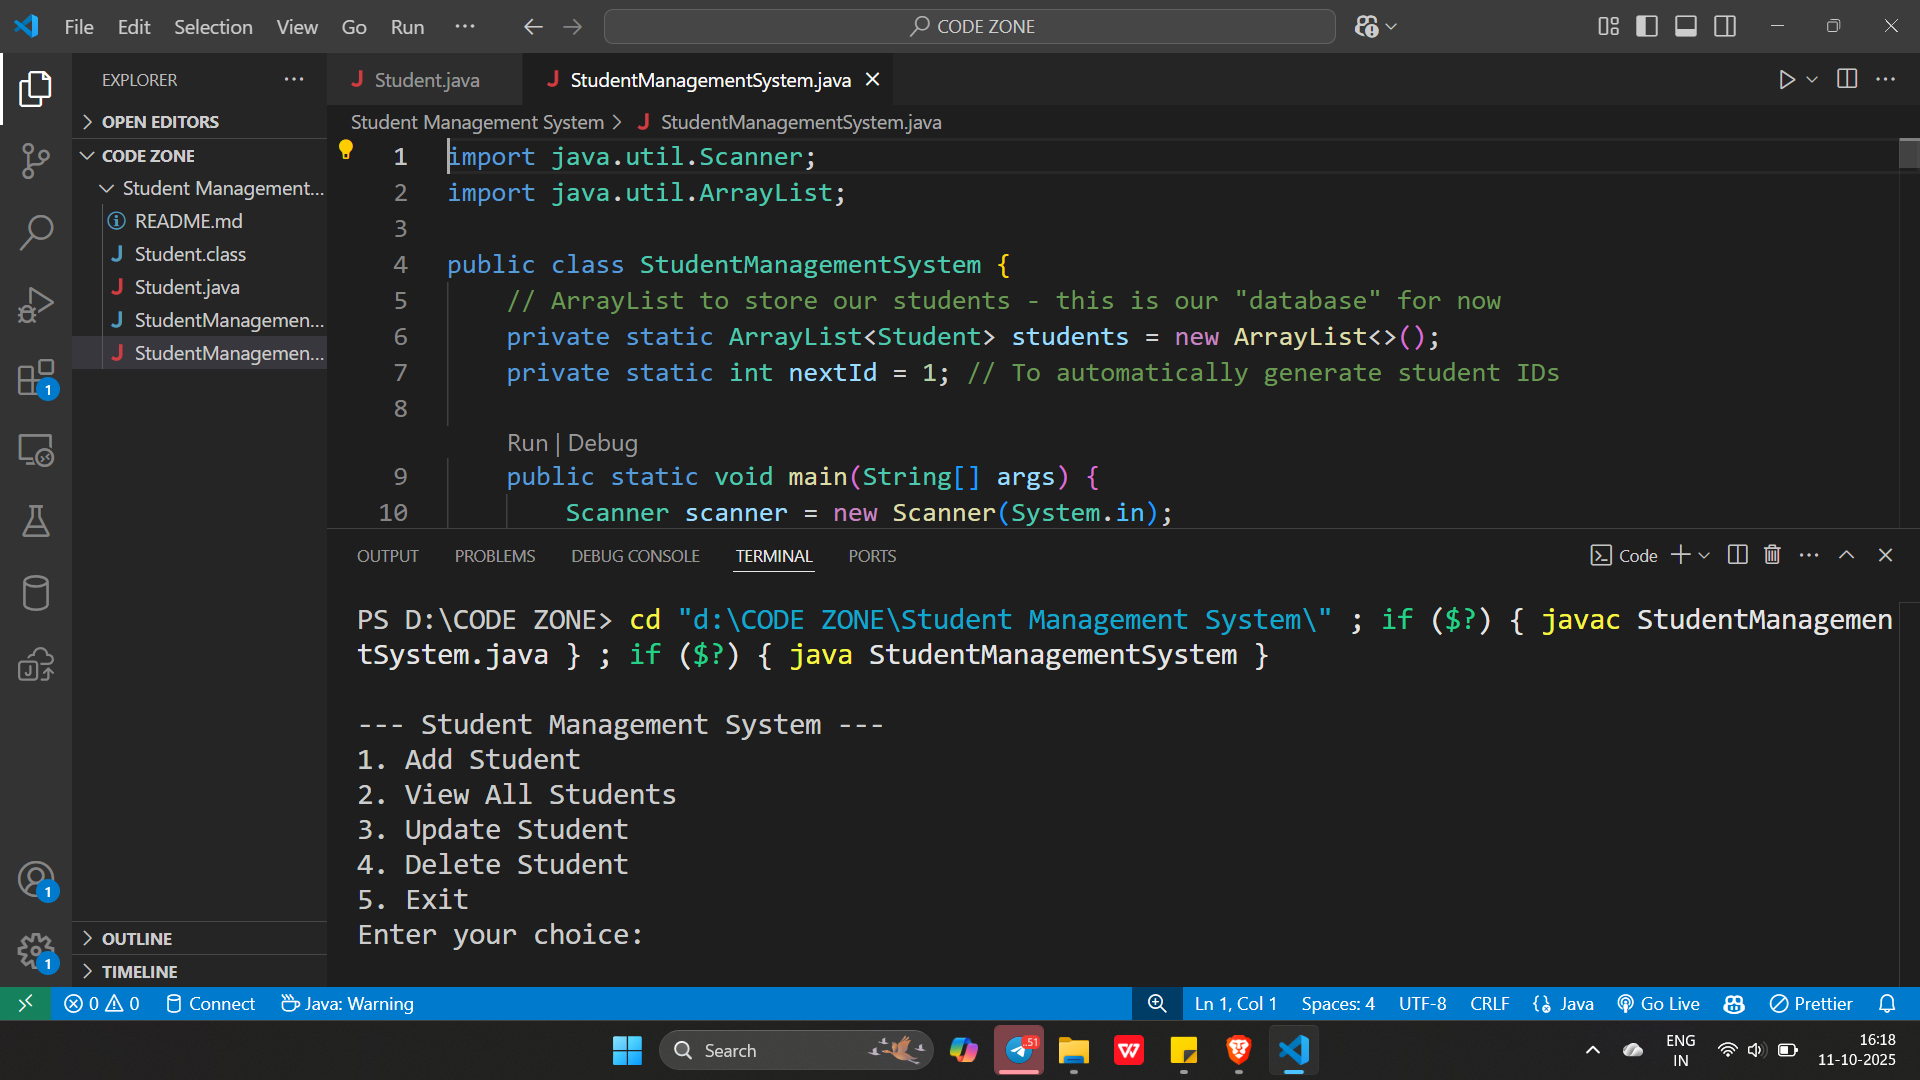 File Edit Selection View Go Run ··· CODE ZONE
EXPLORER ···
OPEN EDITORS
CODE ZONE
Student Management...
README.md
Student.class
Student.java
StudentManagemen...
StudentManagemen...
OUTLINE
TIMELINE
1
1
1
Student.java StudentManagementSystem.java
Student Management System > StudentManagementSystem.java
1 import java.util.Scanner;
2 import java.util.ArrayList;
3
4 public class StudentManagementSystem {
5 // ArrayList to store our students - this is our "database" for now
6 private static ArrayList<Student> students = new ArrayList<>();
7 private static int nextId = 1; // To automatically generate student IDs
8
Run | Debug
9 public static void main(String[] args) {
10 Scanner scanner = new Scanner(System.in);
OUTPUT PROBLEMS DEBUG CONSOLE TERMINAL PORTS Code
PS D:\CODE ZONE> cd "d:\CODE ZONE\Student Management System\" ; if ($?) { javac StudentManagemen
tSystem.java } ; if ($?) { java StudentManagementSystem }
--- Student Management System ---
1. Add Student
2. View All Students
3. Update Student
4. Delete Student
5. Exit
Enter your choice:
0 0 Connect Java: Warning Ln 1, Col 1 Spaces: 4 UTF-8 CRLF Java Go Live Prettier
Search
..51
ENG
IN
16:18
11-10-2025